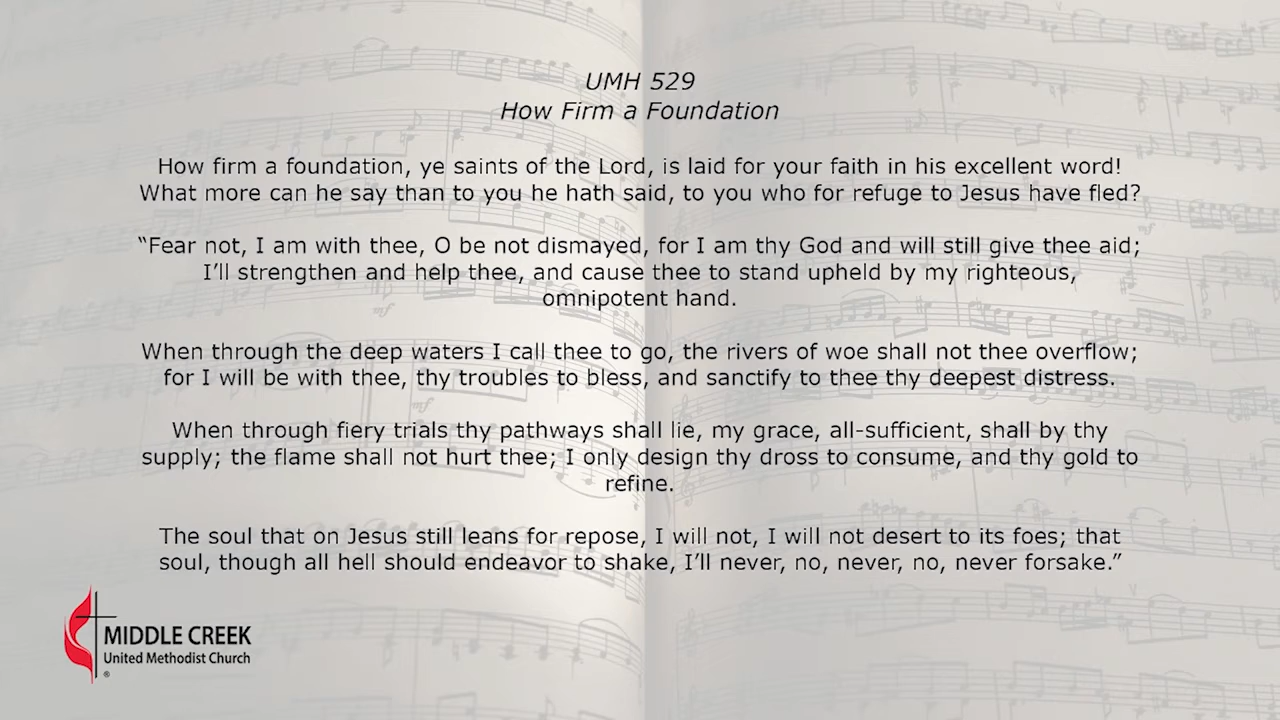 UMH 529
How Firm a Foundation
How firm a foundation, ye saints of the Lord, is laid for your faith in his excellent word!
What more can he say than to you he hath said, to you who for refuge to Jesus have fled?
“Fear not, I am with thee, O be not dismayed, for I am thy God and will still give thee aid;
I’ll strengthen and help thee, and cause thee to stand upheld by my righteous,
omnipotent hand.
When through the deep waters I call thee to go, the rivers of woe shall not thee overflow;
for I will be with thee, thy troubles to bless, and sanctify to thee thy deepest distress.
When through fiery trials thy pathways shall lie, my grace, all-sufficient, shall by thy
supply; the flame shall not hurt thee; I only design thy dross to consume, and thy gold to
refine.
The soul that on Jesus still leans for repose, I will not, I will not desert to its foes; that
soul, though all hell should endeavor to shake, I’ll never, no, never, no, never forsake.”
MIDDLE CREEK
United Methodist Church
®